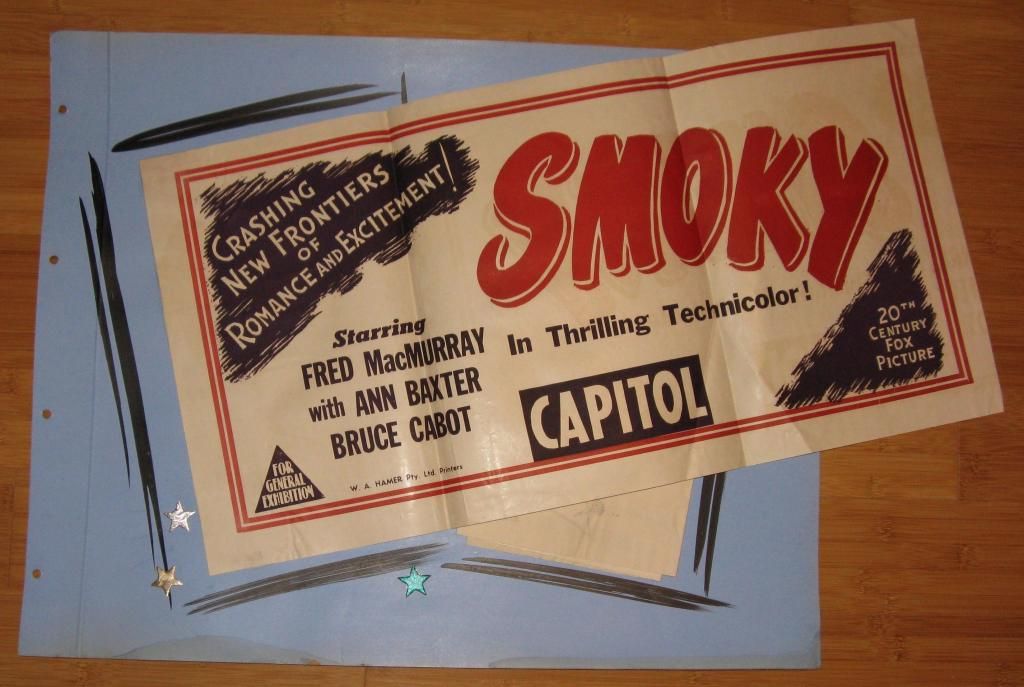 CRASHING
NEW FRONTIERS
OF
ROMANCE AND EXCITEMENT!
SMOKY
In Thrilling Technicolor!
Starring
FRED MacMURRAY
with ANN BAXTER
BRUCE CABOT
CAPITOL
20TH
CENTURY
FOX
PICTURE
FOR
GENERAL
EXHIBITION
W. A. HAMER, Pty. Ltd. Printers